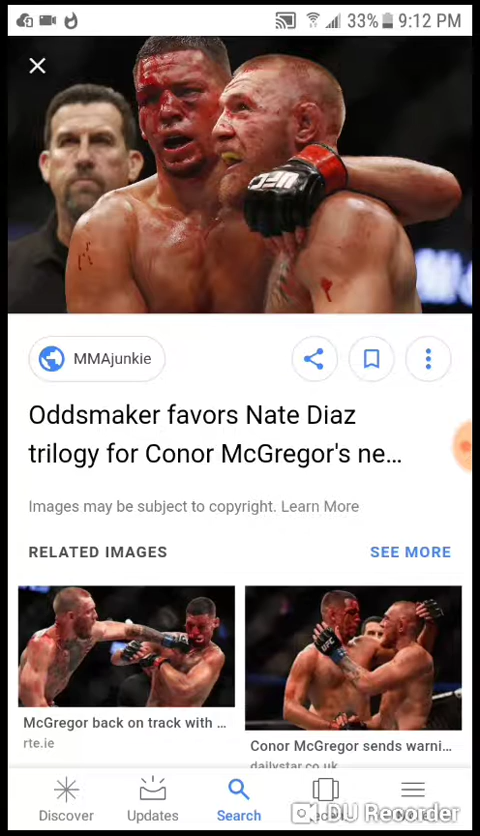 33% 9:12 PM
UFC
MMAjunkie
Oddsmaker favors Nate Diaz
trilogy for Conor McGregor's ne...
Images may be subject to copyright. Learn More
RELATED IMAGES
SEE MORE
McGregor back on track with ...
rte.ie
Conor McGregor sends warni...
dailystar.co.uk
Discover
Updates
Search
DU Recorder